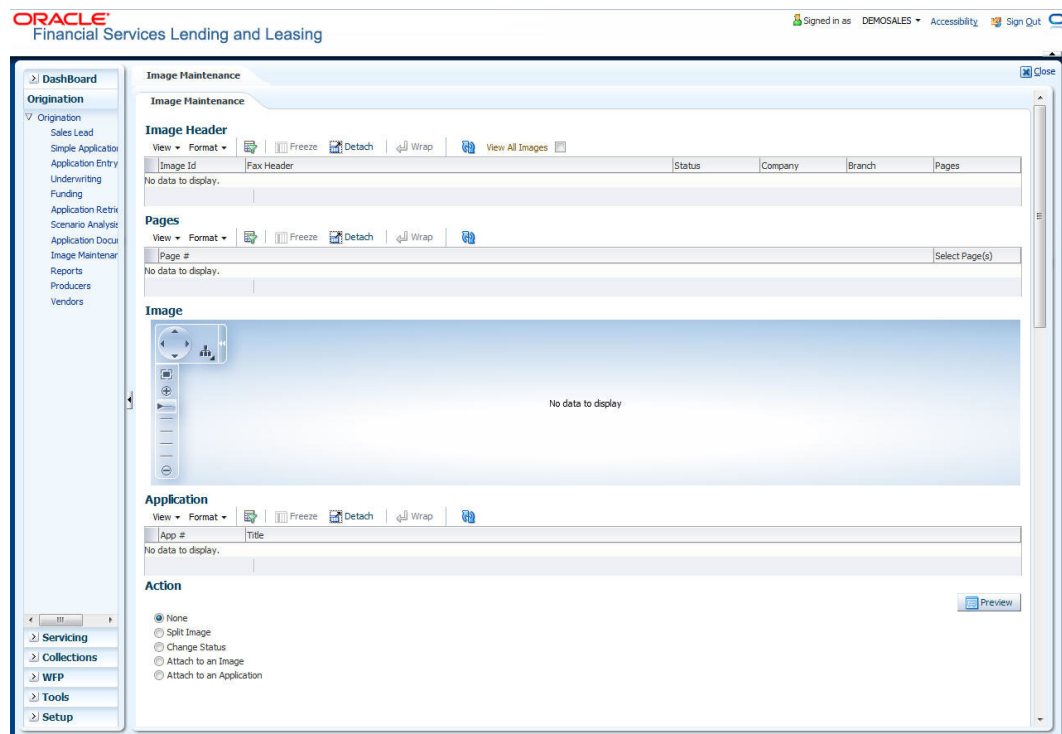 ORACLE
Financial Services Lending and Leasing
Signed in as DEMOSALES Accessibility Sign Out
Close
DashBoard
Origination
Origination
Sales Lead
Simple Application
Application Entry
Underwriting
Funding
Application Retrie
Scenario Analysis
Application Docu
Image Maintenan
Reports
Producers
Vendors
Servicing
Collections
WFP
Tools
Setup
Image Maintenance
Image Maintenance
Image Header
View Format Freeze Detach Wrap View All Images
Image Id Fax Header Status Company Branch Pages
No data to display.
Pages
View Format Freeze Detach Wrap
Page # Select Page(s)
No data to display.
Image
No data to display
Application
View Format Freeze Detach Wrap
App # Title
No data to display.
Action
Preview
None
Split Image
Change Status
Attach to an Image
Attach to an Application